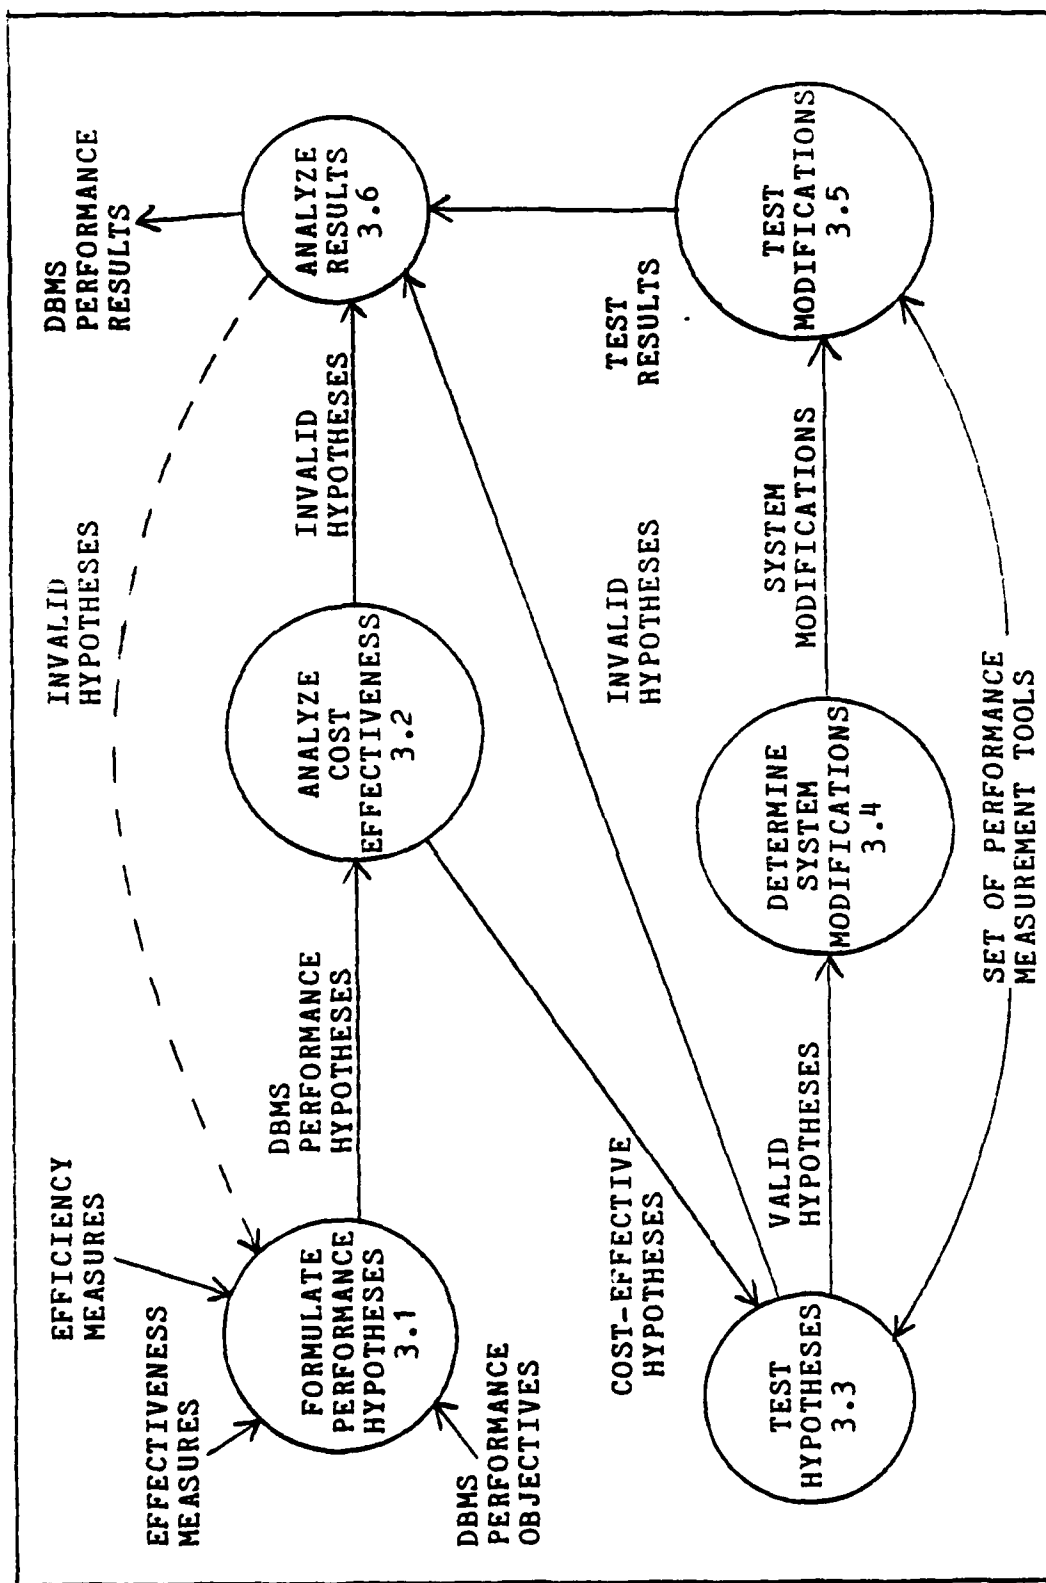 EFFICIENCY
MEASURES
EFFECTIVENESS
MEASURES
DBMS
PERFORMANCE
OBJECTIVES
FORMULATE
PERFORMANCE
HYPOTHESES
3.1
DBMS
PERFORMANCE
HYPOTHESES
INVALID
HYPOTHESES
ANALYZE
COST
EFFECTIVENESS
3.2
INVALID
HYPOTHESES
DBMS
PERFORMANCE
RESULTS
ANALYZE
RESULTS
3.6
COST-EFFECTIVE
HYPOTHESES
INVALID
HYPOTHESES
TEST
RESULTS
TEST
HYPOTHESES
3.3
VALID
HYPOTHESES
DETERMINE
SYSTEM
MODIFICATIONS
3.4
SYSTEM
MODIFICATIONS
TEST
MODIFICATIONS
3.5
SET OF PERFORMANCE
MEASUREMENT TOOLS